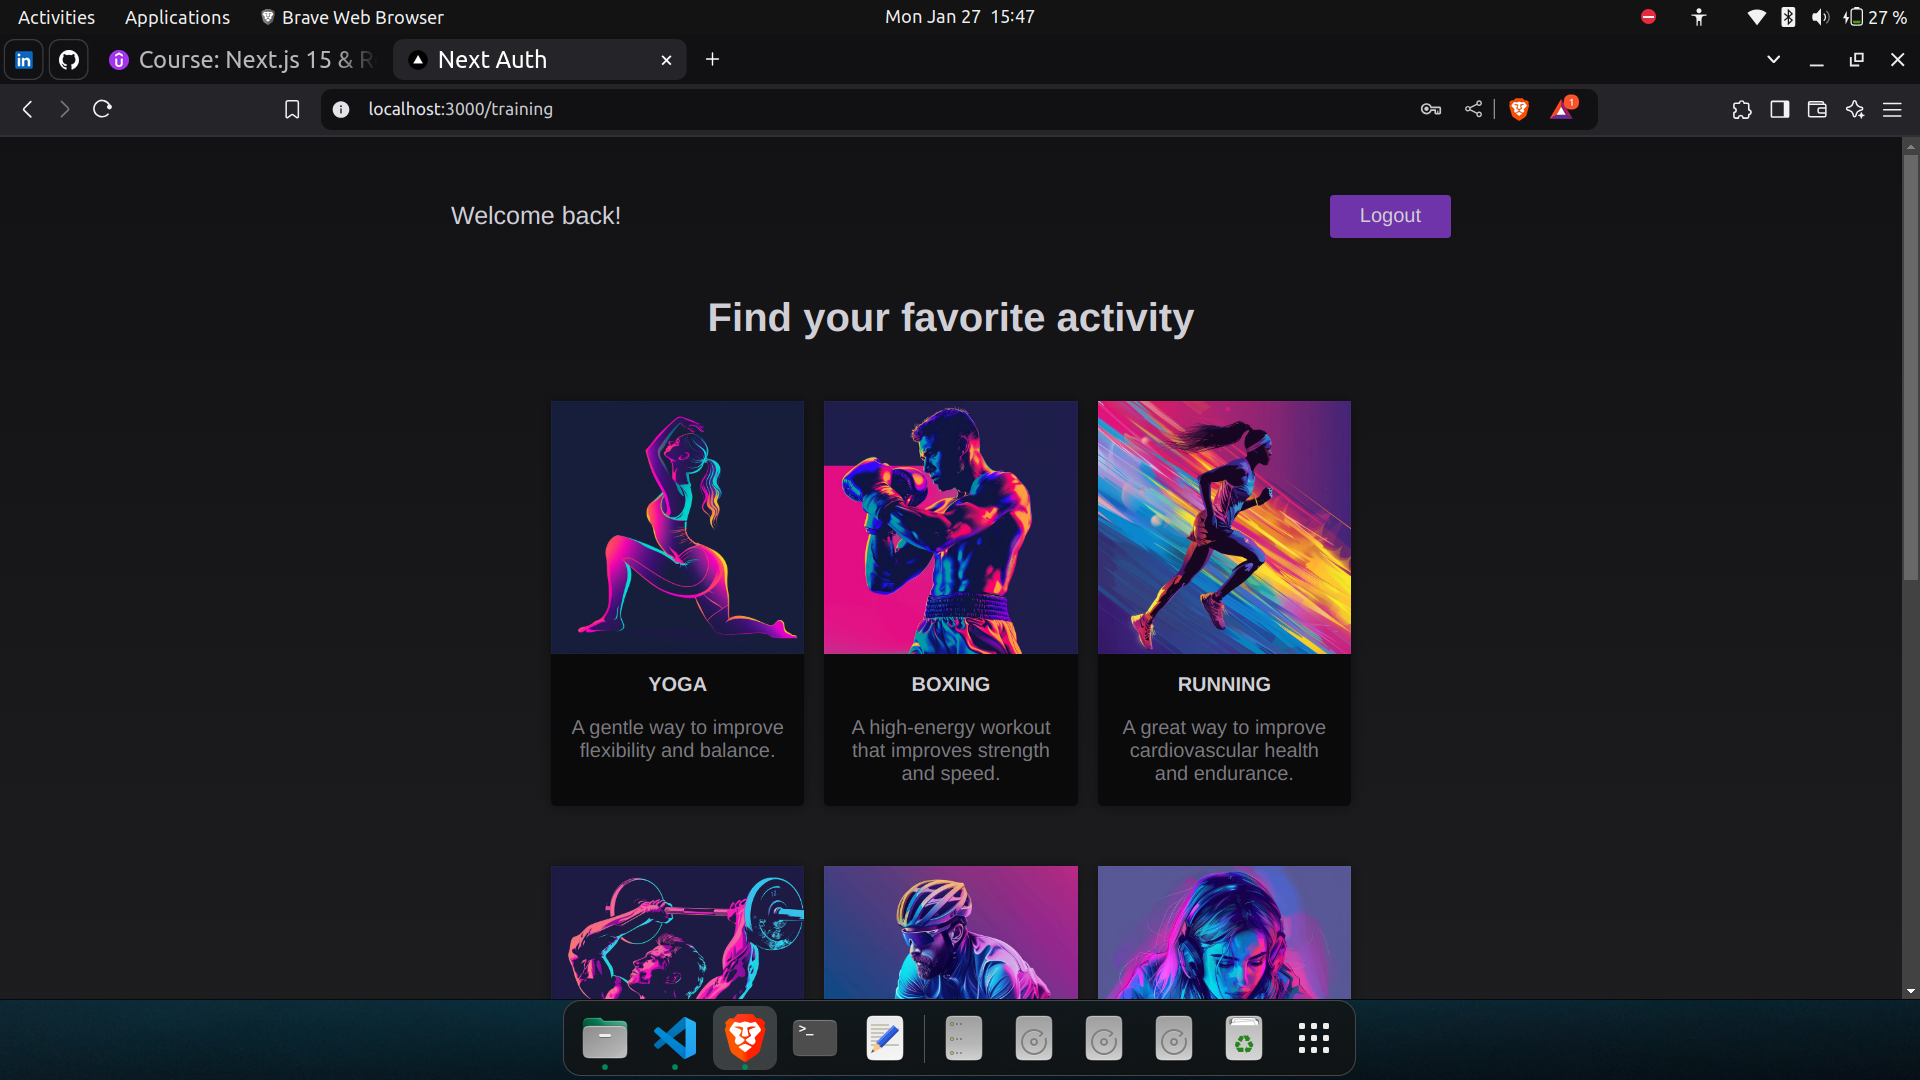 Activities Applications Brave Web Browser Mon Jan 27 15:47 27 %
in Course: Next.js 15 & R Next Auth
localhost:3000/training 1
Welcome back! Logout
Find your favorite activity
YOGA
A gentle way to improve
flexibility and balance.
BOXING
A high-energy workout
that improves strength
and speed.
RUNNING
A great way to improve
cardiovascular health
and endurance.